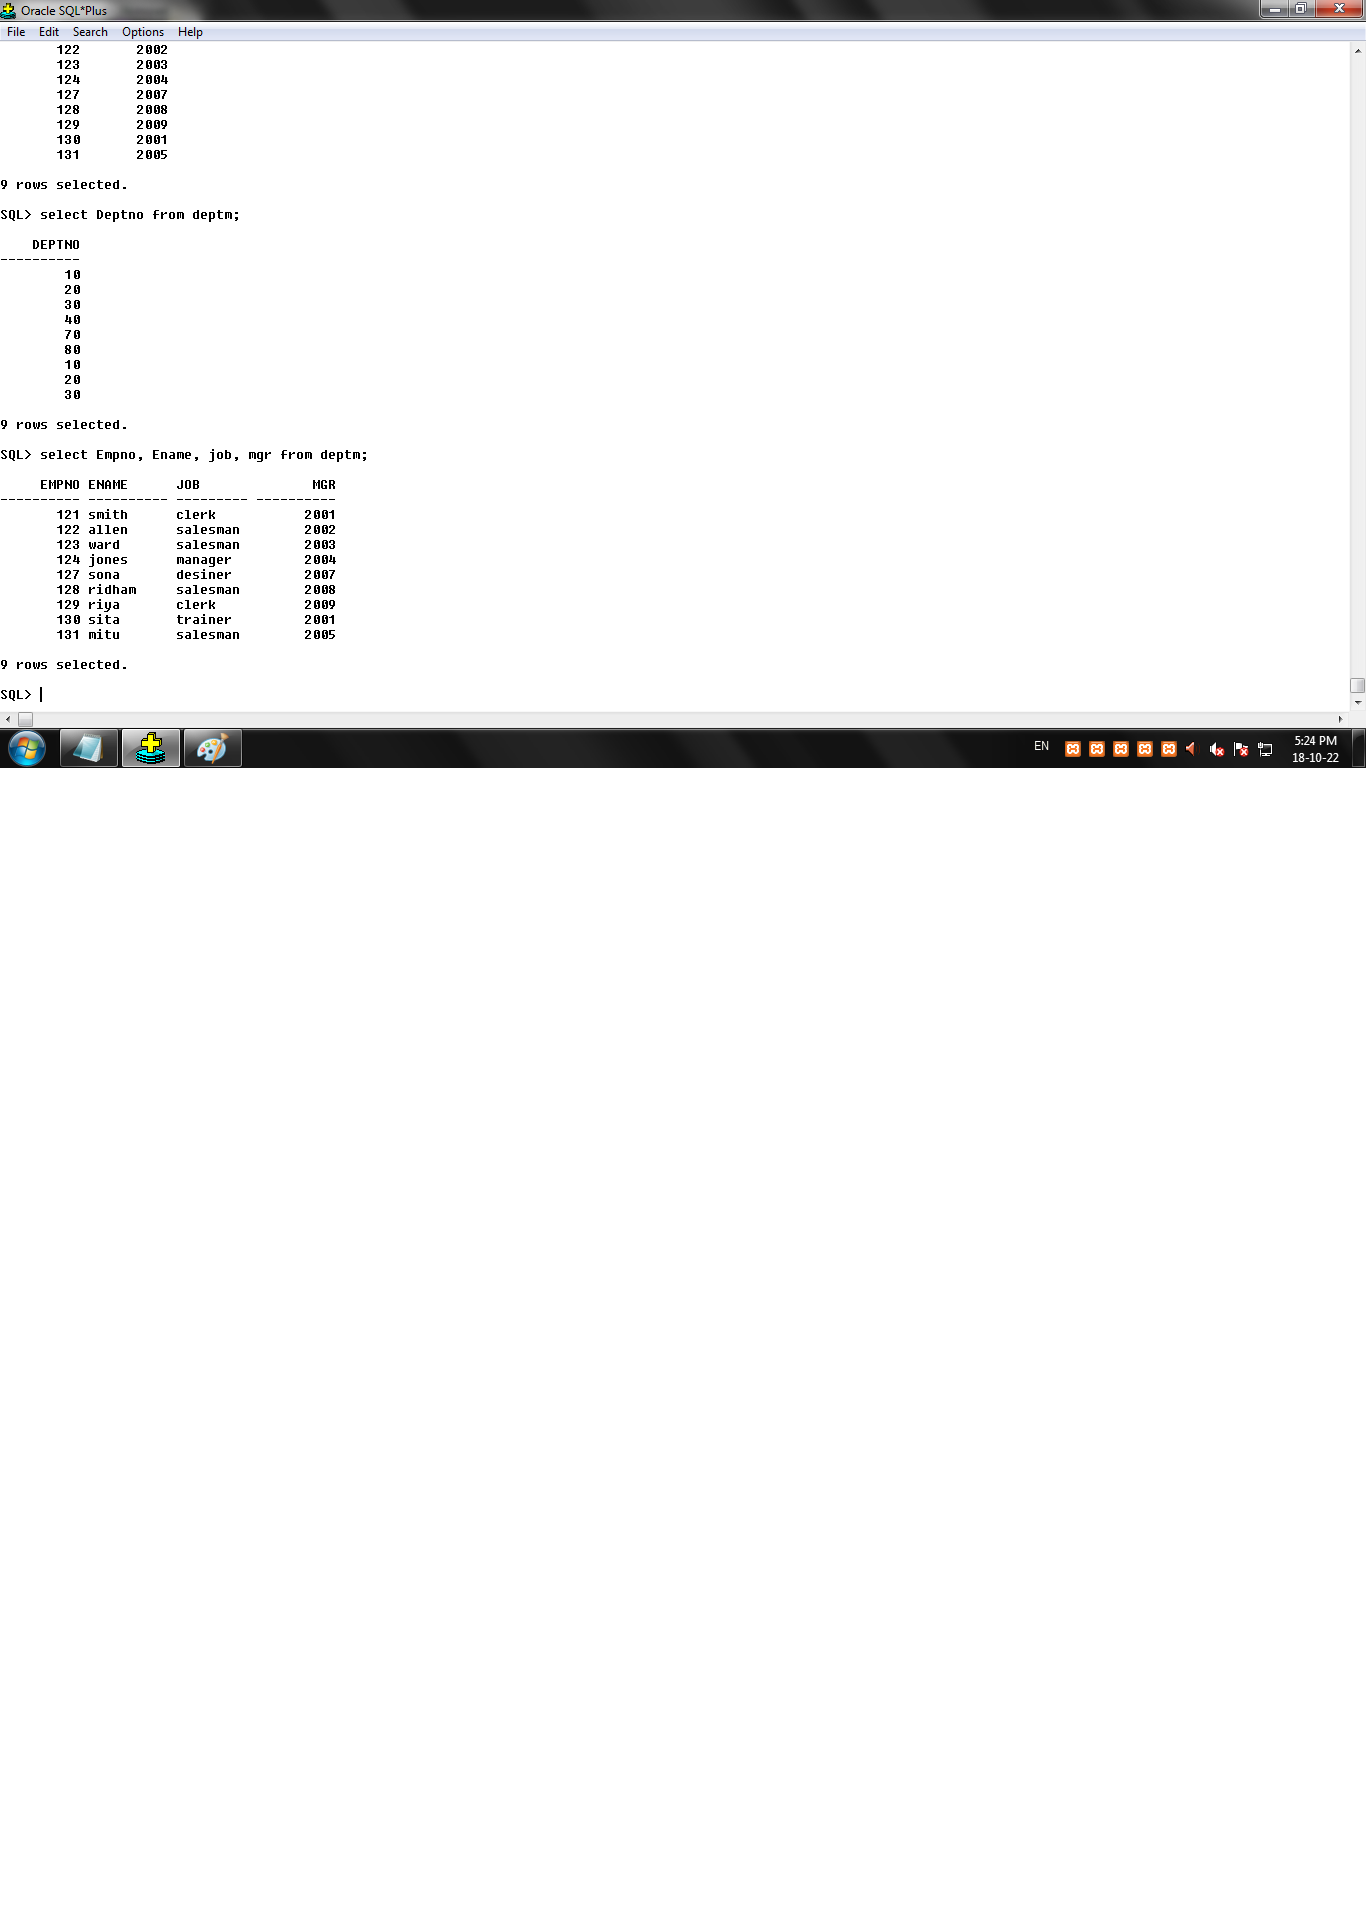 Oracle SQL*Plus
File Edit Search Options Help
122 2002
123 2003
124 2004
127 2007
128 2008
129 2009
130 2001
131 2005
9 rows selected.
SQL> select Deptno from deptm;
DEPTNO
----------
10
20
30
40
70
80
10
20
30
9 rows selected.
SQL> select Empno, Ename, job, mgr from deptm;
EMPNO ENAME JOB MGR
---------- ---------- --------- ----------
121 smith clerk 2001
122 allen salesman 2002
123 ward salesman 2003
124 jones manager 2004
127 sona desiner 2007
128 ridham salesman 2008
129 riya clerk 2009
130 sita trainer 2001
131 mitu salesman 2005
9 rows selected.
SQL>
EN
5:24 PM
18-10-22